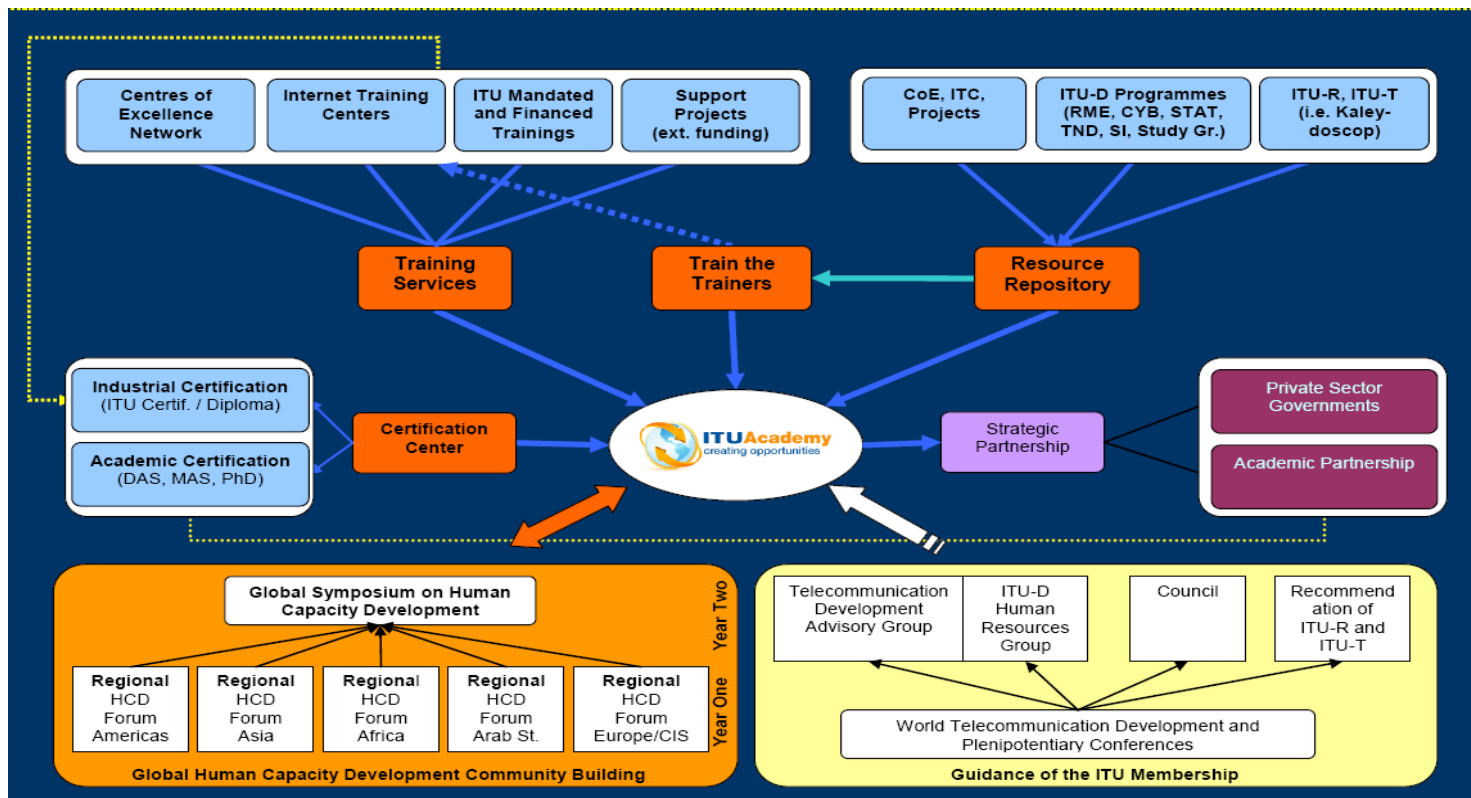 Centres of
Excellence
Network
Internet Training
Centers
ITU Mandated
and Financed
Trainings
Support
Projects
(ext. funding)
CoE, ITC,
Projects
ITU-D Programmes
(RME, CYB, STAT,
TND, SI, Study Gr.)
ITU-R, ITU-T
(i.e. Kaley-
doscop)
Training
Services
Train the
Trainers
Resource
Repository
Industrial Certification
(ITU Certif. / Diploma)
Academic Certification
(DAS, MAS, PhD)
Certification
Center
ITUAcademy
creating opportunities
Strategic
Partnership
Private Sector
Governments
Academic Partnership
Global Symposium on Human
Capacity Development
Year Two
Regional
HCD
Forum
Americas
Regional
HCD
Forum
Asia
Regional
HCD
Forum
Africa
Regional
HCD
Forum
Arab St.
Regional
HCD
Forum
Europe/CIS
Year One
Global Human Capacity Development Community Building
Telecommunication
Development
Advisory Group
ITU-D
Human
Resources
Group
Council
Recommend
ation of
ITU-R and
ITU-T
World Telecommunication Development and
Plenipotentiary Conferences
Guidance of the ITU Membership